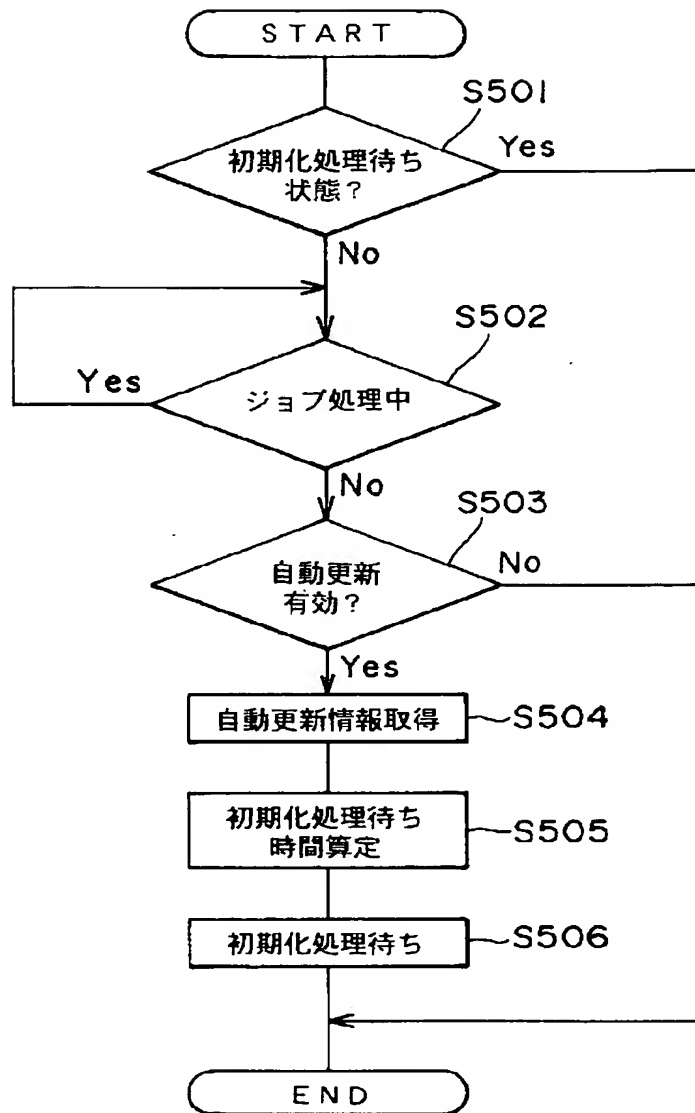 START
S501
初期化処理待ち
状態?
Yes
No
S502
Yes
ジョブ処理中
No
S503
自動更新
有効?
No
Yes
自動更新情報取得
S504
初期化処理待ち
時間算定
S505
初期化処理待ち
S506
END